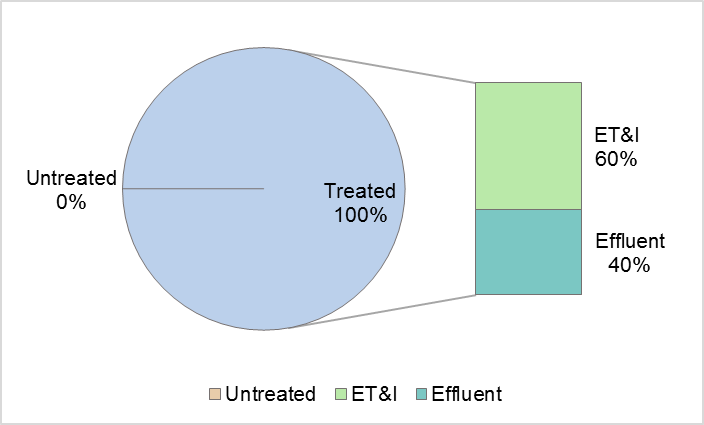 Untreated
0%
Treated
100%
ET&I
60%
Effluent
40%
Untreated ET&I Effluent